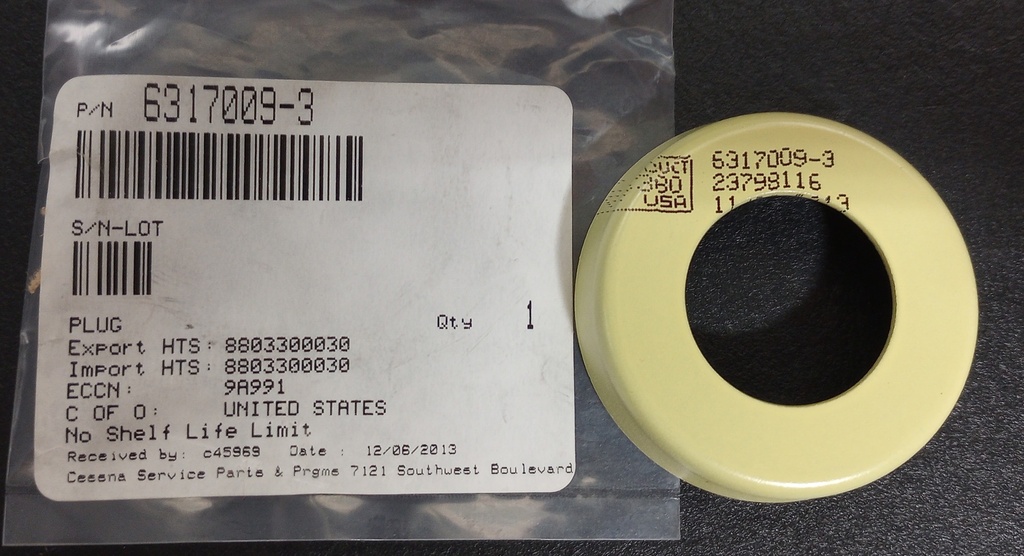 P/N 6317009-3
S/N-LOT
PLUG Qty 1
Export HTS: 8803300030
Import HTS: 8803300030
ECCN: 9A991
C OF O: UNITED STATES
No Shelf Life Limit
Received by: c45969 Date : 12/06/2013
Cessna Service Parts & Prgms 7121 Southwest Boulevard
380
USA
6317009-3
23798116
11